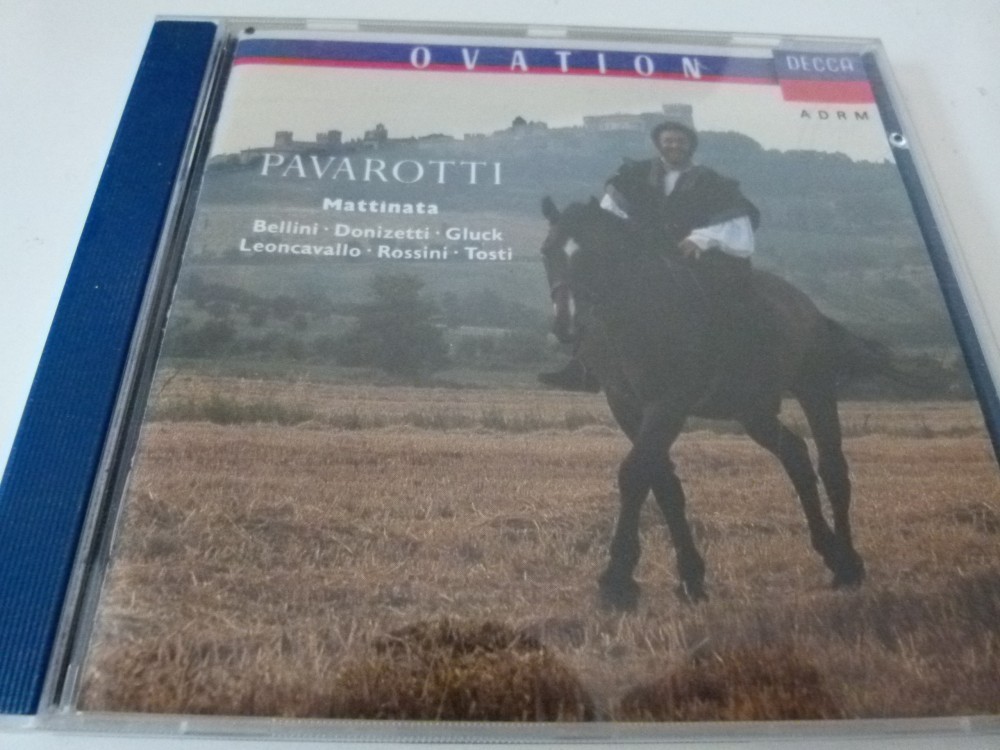 OVATION
DECCA
ADRM
PAVAROTTI
Mattinata
Bellini · Donizetti · Gluck
Leoncavallo · Rossini · Tosti